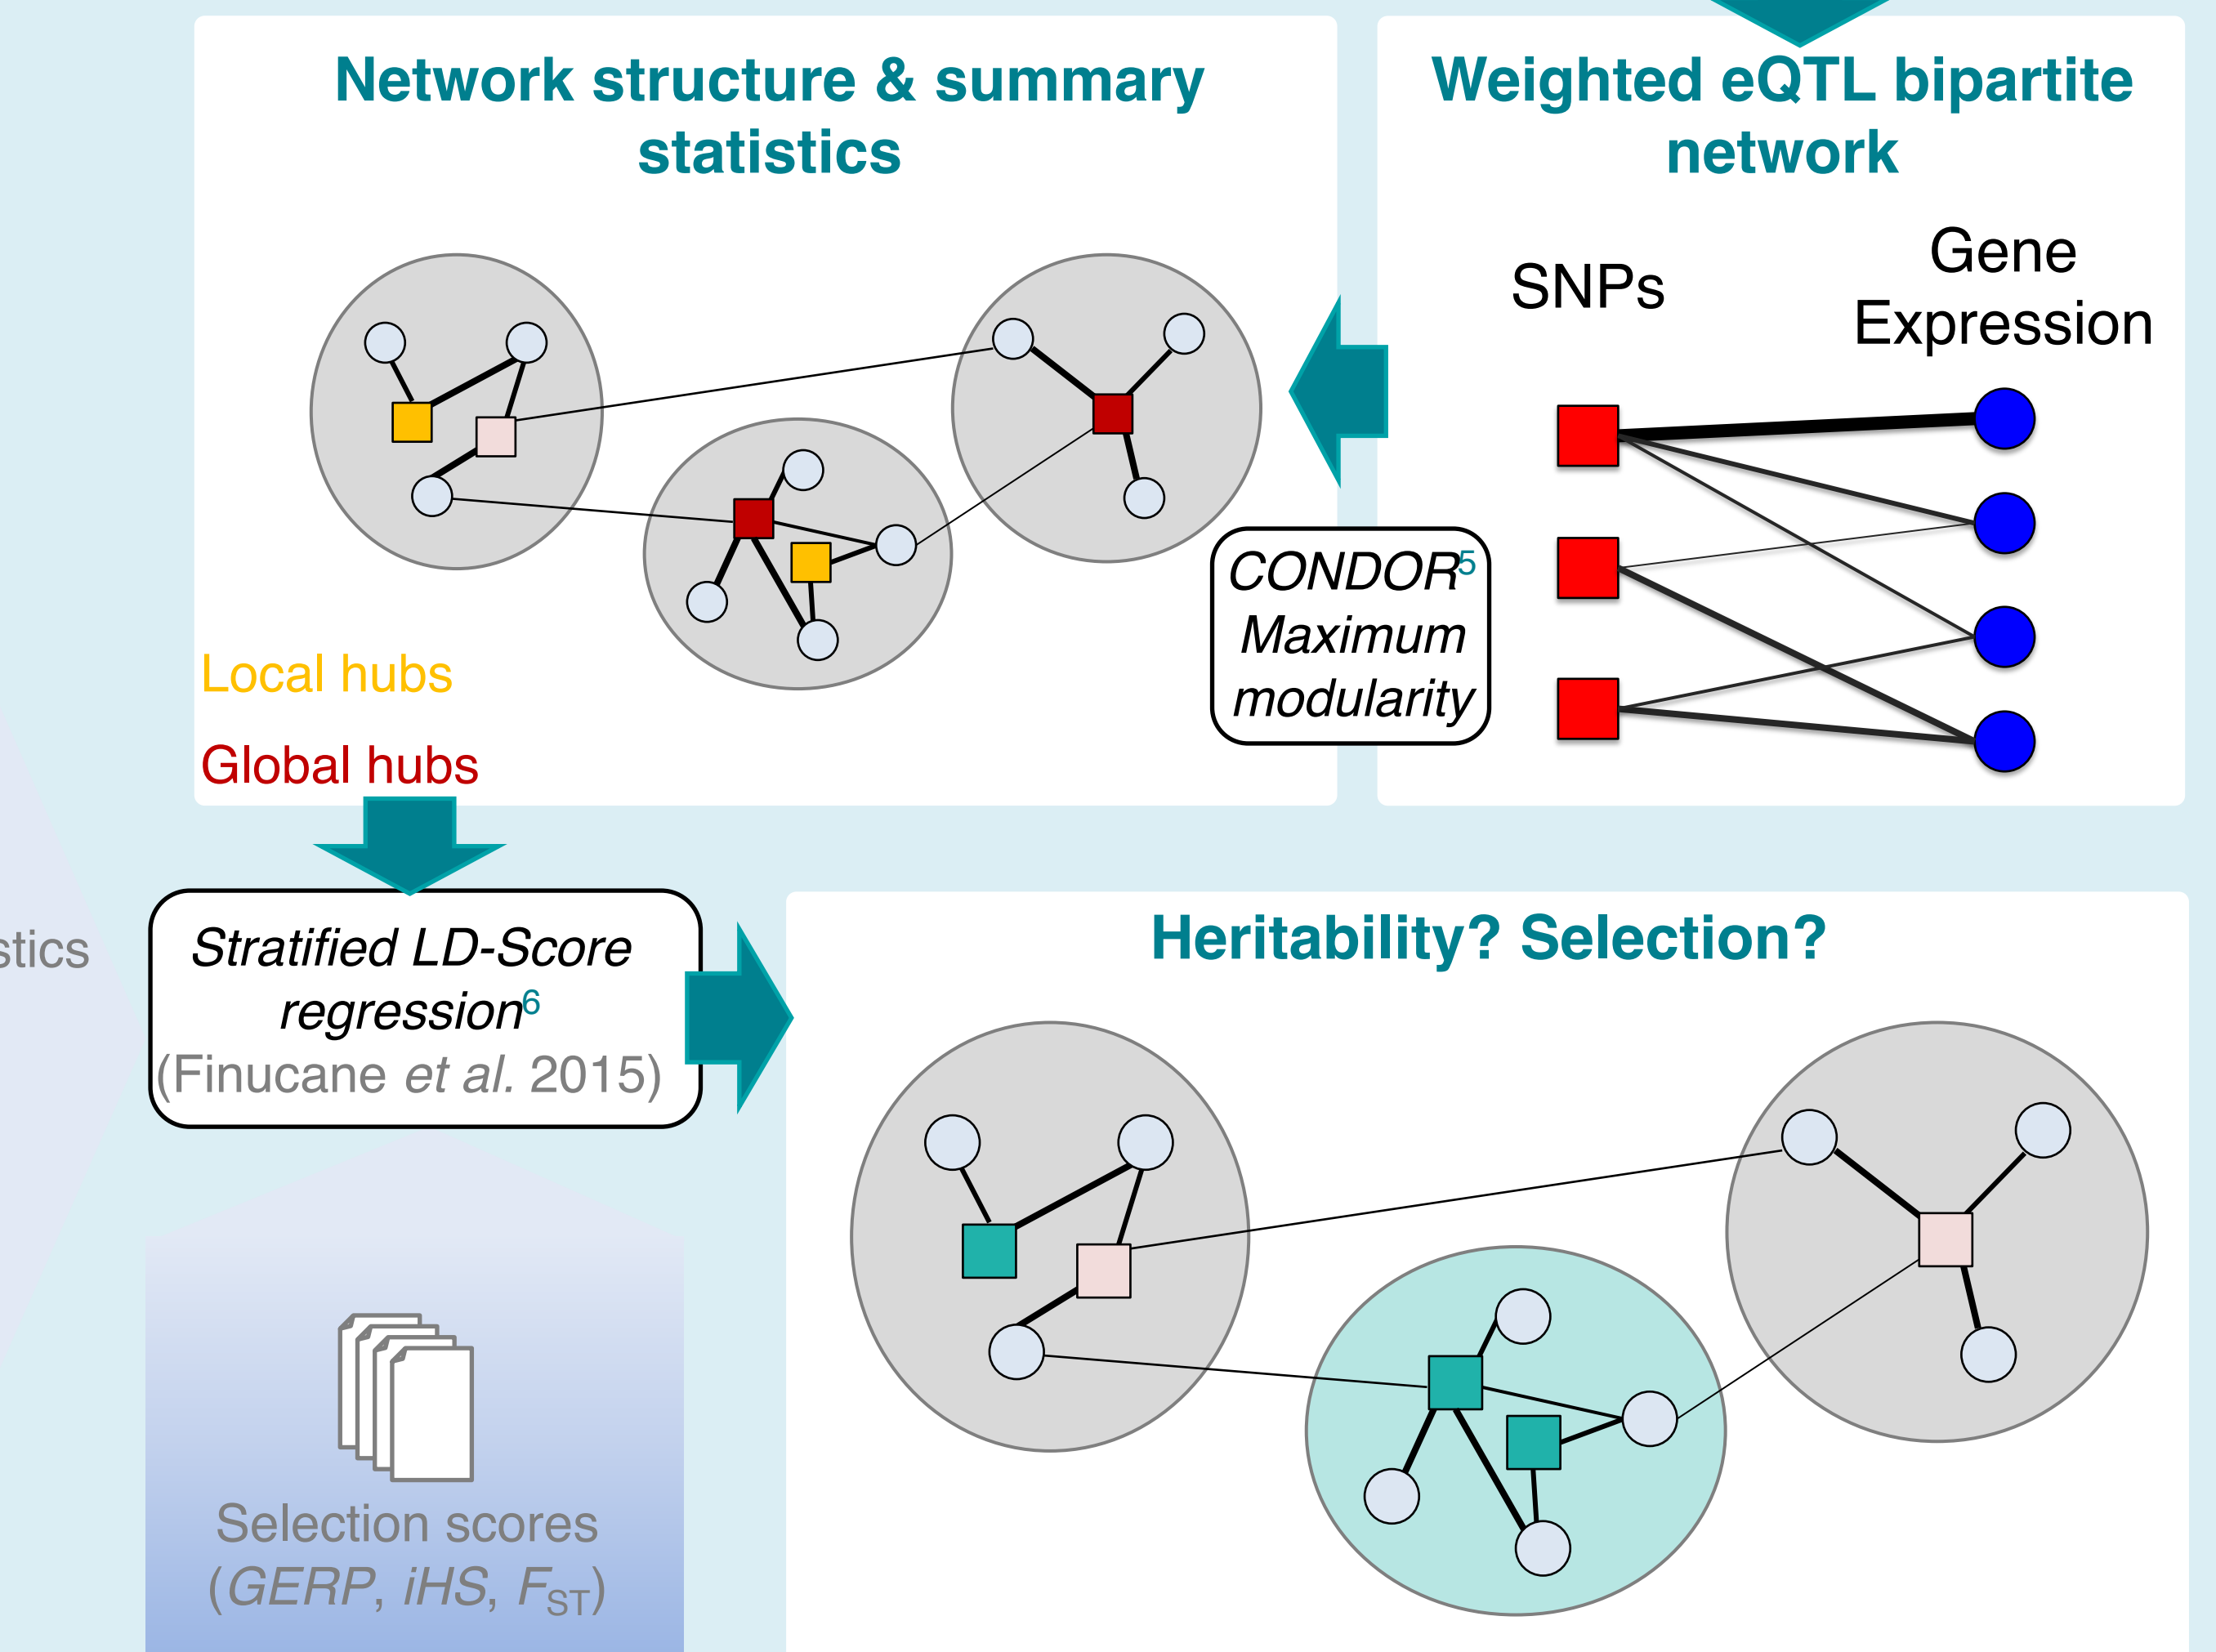 Network structure & summary
statistics
Weighted eQTL bipartite
network
SNPs
Gene
Expression
CONDOR5
Maximum
modularity
Local hubs
Global hubs
stics
Stratified LD-Score
regression6
(Finucane et al. 2015)
Heritability? Selection?
Selection scores
(GERP, iHS, FST)